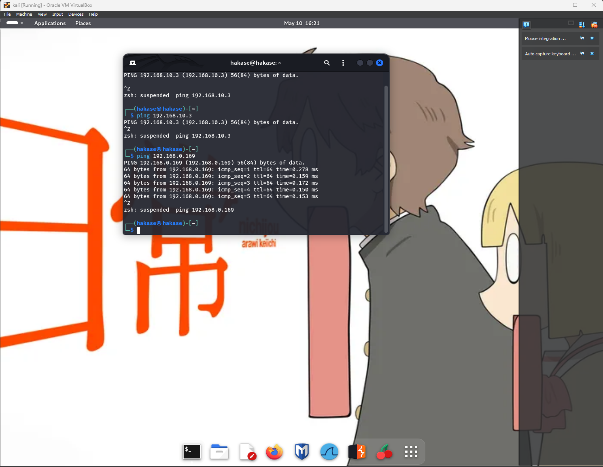 kali [Running] - Oracle VM VirtualBox
File Machine View Input Devices Help
Applications Places
May 10 16:21
Mouse integration ...
Auto capture keyboard ...
hakase@hakase: ~
PING 192.168.10.3 (192.168.10.3) 56(84) bytes of data.
^Z
zsh: suspended ping 192.168.10.3
(hakase㉿hakase)-[~]
$ ping 192.168.10.3
PING 192.168.10.3 (192.168.10.3) 56(84) bytes of data.
^Z
zsh: suspended ping 192.168.10.3
(hakase㉿hakase)-[~]
$ ping 192.168.0.169
PING 192.168.0.169 (192.168.0.169) 56(84) bytes of data.
64 bytes from 192.168.0.169: icmp_seq=1 ttl=64 time=0.278 ms
64 bytes from 192.168.0.169: icmp_seq=2 ttl=64 time=0.159 ms
64 bytes from 192.168.0.169: icmp_seq=3 ttl=64 time=0.172 ms
64 bytes from 192.168.0.169: icmp_seq=4 ttl=64 time=0.150 ms
64 bytes from 192.168.0.169: icmp_seq=5 ttl=64 time=0.153 ms
^Z
zsh: suspended ping 192.168.0.169
(hakase㉿hakase)-[~]
$
arawi keiichi